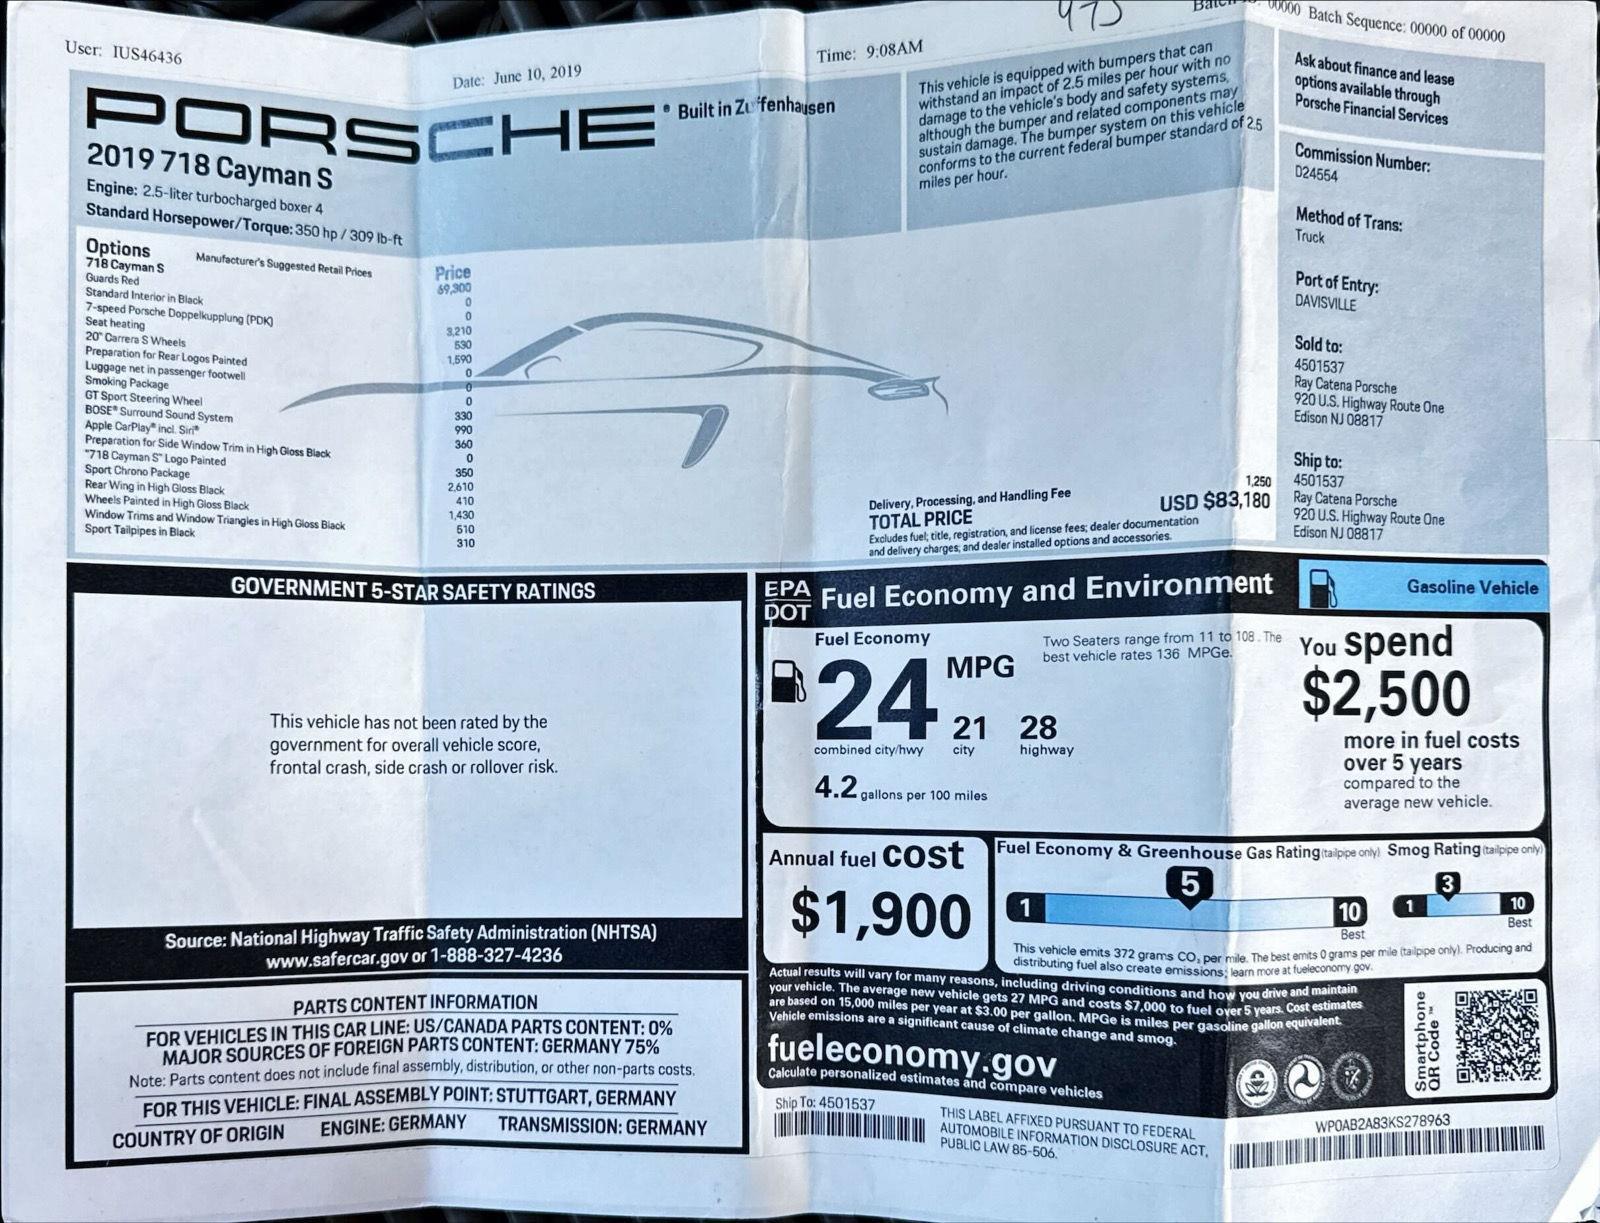 475
User: IUS46436
Date: June 10, 2019
Time: 9:08AM
00000 Batch Sequence: 00000 of 00000
PORSCHE® Built in Zuffenhausen
2019 718 Cayman S
Engine: 2.5-liter turbocharged boxer 4
Standard Horsepower/Torque: 350 hp / 309 lb-ft
This vehicle is equipped with bumpers that can
withstand an impact of 2.5 miles per hour with no
damage to the vehicle's body and safety systems,
although the bumper and related components may
sustain damage. The bumper system on this vehicle
conforms to the current federal bumper standard of 2.5
miles per hour.
Ask about finance and lease
options available through
Porsche Financial Services
Commission Number:
D24554
Method of Trans:
Truck
Port of Entry:
DAVISVILLE
Sold to:
4501537
Ray Catena Porsche
920 U.S. Highway Route One
Edison NJ 08817
Ship to:
4501537
Ray Catena Porsche
920 U.S. Highway Route One
Edison NJ 08817
Options Manufacturer's Suggested Retail Prices Price
718 Cayman S 69,300
Guards Red 0
Standard Interior in Black 0
7-speed Porsche Doppelkupplung (PDK) 3,210
Seat heating 530
20" Carrera S Wheels 1,590
Preparation for Rear Logos Painted 0
Luggage net in passenger footwell 0
Smoking Package 0
GT Sport Steering Wheel 330
BOSE® Surround Sound System 990
Apple CarPlay® incl. Siri® 360
Preparation for Side Window Trim in High Gloss Black 0
"718 Cayman S" Logo Painted 350
Sport Chrono Package 2,610
Rear Wing in High Gloss Black 410
Wheels Painted in High Gloss Black 1,430
Window Trims and Window Triangles in High Gloss Black 510
Sport Tailpipes in Black 310
Delivery, Processing, and Handling Fee 1,250
TOTAL PRICE USD $83,180
Excludes fuel; title, registration, and license fees; dealer documentation
and delivery charges; and dealer installed options and accessories.
GOVERNMENT 5-STAR SAFETY RATINGS
This vehicle has not been rated by the
government for overall vehicle score,
frontal crash, side crash or rollover risk.
Source: National Highway Traffic Safety Administration (NHTSA)
www.safercar.gov or 1-888-327-4236
PARTS CONTENT INFORMATION
FOR VEHICLES IN THIS CAR LINE: US/CANADA PARTS CONTENT: 0%
MAJOR SOURCES OF FOREIGN PARTS CONTENT: GERMANY 75%
Note: Parts content does not include final assembly, distribution, or other non-parts costs.
FOR THIS VEHICLE: FINAL ASSEMBLY POINT: STUTTGART, GERMANY
COUNTRY OF ORIGIN ENGINE: GERMANY TRANSMISSION: GERMANY
EPA
DOT
Fuel Economy and Environment
Gasoline Vehicle
Fuel Economy
24 MPG
combined city/hwy
21
city
28
highway
4.2 gallons per 100 miles
Two Seaters range from 11 to 108. The
best vehicle rates 136 MPGe.
You spend
$2,500
more in fuel costs
over 5 years
compared to the
average new vehicle.
Annual fuel cost
$1,900
Fuel Economy & Greenhouse Gas Rating (tailpipe only)
5
1 10
Best
Smog Rating (tailpipe only)
3
1 10
Best
This vehicle emits 372 grams CO₂ per mile. The best emits 0 grams per mile (tailpipe only). Producing and
distributing fuel also create emissions; learn more at fueleconomy.gov.
Actual results will vary for many reasons, including driving conditions and how you drive and maintain
your vehicle. The average new vehicle gets 27 MPG and costs $7,000 to fuel over 5 years. Cost estimates
are based on 15,000 miles per year at $3.00 per gallon. MPGe is miles per gasoline gallon equivalent.
Vehicle emissions are a significant cause of climate change and smog.
fueleconomy.gov
Calculate personalized estimates and compare vehicles
Smartphone
QR Code™
Ship To: 4501537
THIS LABEL AFFIXED PURSUANT TO FEDERAL
AUTOMOBILE INFORMATION DISCLOSURE ACT,
PUBLIC LAW 85-506.
WP0AB2A83KS278963